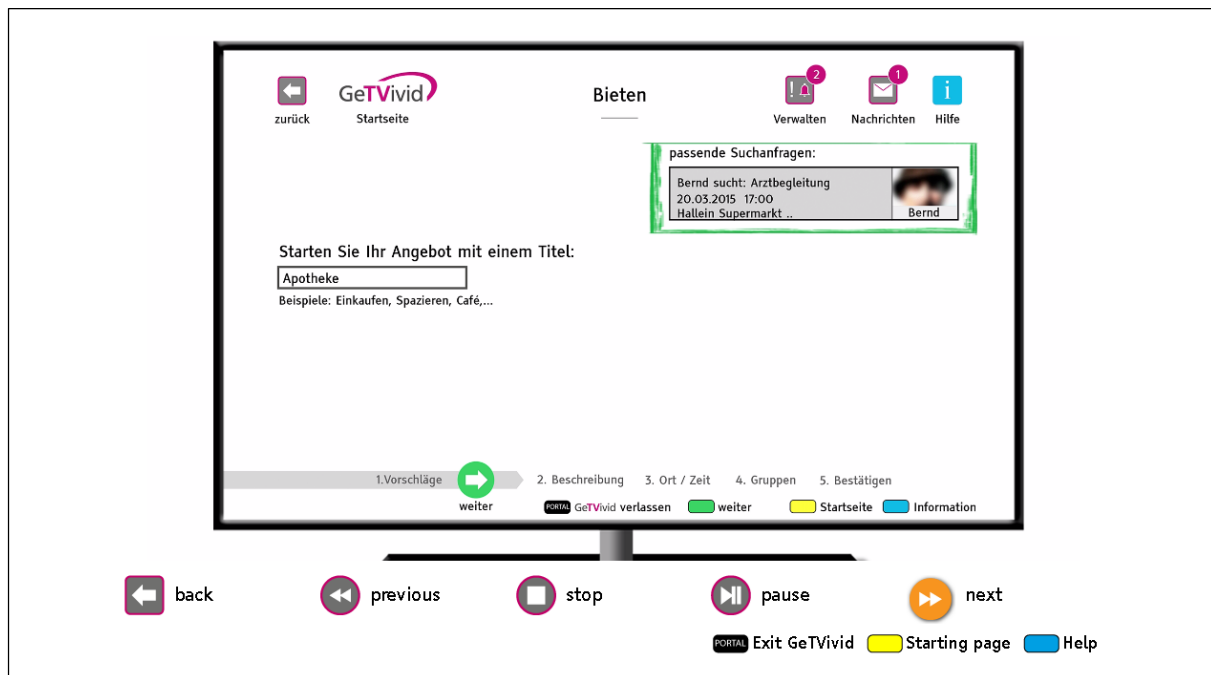 GeTVivid
Bieten
2
1
zurück
Startseite
Verwalten
Nachrichten
Hilfe
passende Suchanfragen:
Bernd sucht: Arztbegleitung
20.03.2015 17:00
Hallein Supermarkt ..
Bernd
Starten Sie Ihr Angebot mit einem Titel:
Apotheke
Beispiele: Einkaufen, Spazieren, Café,...
1.Vorschläge
2. Beschreibung
3. Ort / Zeit
4. Gruppen
5. Bestätigen
weiter
PORTAL GeTVivid verlassen
weiter
Startseite
Information
back
previous
stop
pause
next
PORTAL Exit GeTVivid
Starting page
Help